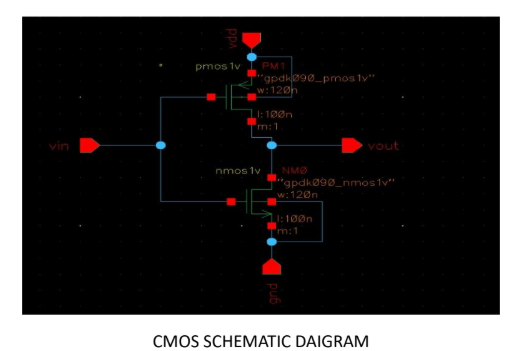 vdd
pmos1v
PM1
"gpdk090_pmos1v"
w:120n
l:100n
m:1
vin
vout
nmos1v
NM0
"gpdk090_nmos1v"
w:120n
l:100n
m:1
gnd
CMOS SCHEMATIC DAIGRAM